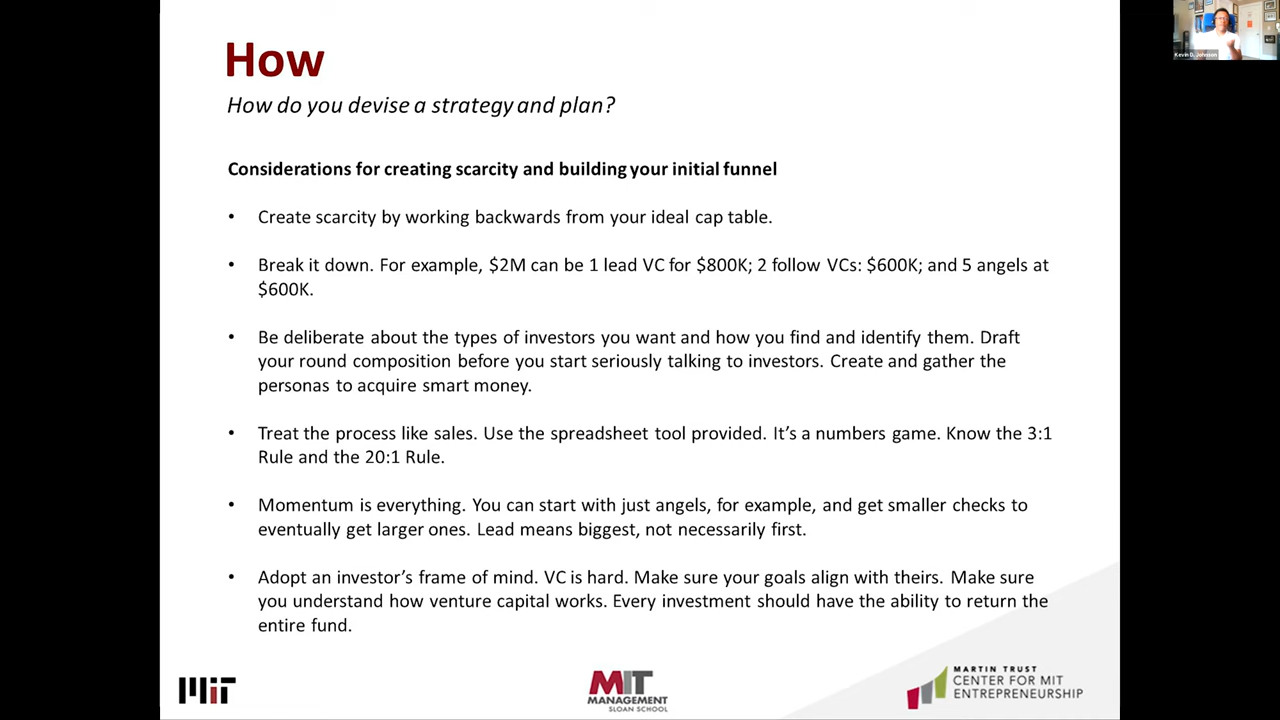 How
How do you devise a strategy and plan?
Considerations for creating scarcity and building your initial funnel
• Create scarcity by working backwards from your ideal cap table.
• Break it down. For example, $2M can be 1 lead VC for $800K; 2 follow VCs: $600K; and 5 angels at
$600K.
• Be deliberate about the types of investors you want and how you find and identify them. Draft
your round composition before you start seriously talking to investors. Create and gather the
personas to acquire smart money.
• Treat the process like sales. Use the spreadsheet tool provided. It’s a numbers game. Know the 3:1
Rule and the 20:1 Rule.
• Momentum is everything. You can start with just angels, for example, and get smaller checks to
eventually get larger ones. Lead means biggest, not necessarily first.
• Adopt an investor’s frame of mind. VC is hard. Make sure your goals align with theirs. Make sure
you understand how venture capital works. Every investment should have the ability to return the
entire fund.
MIT
MIT
MANAGEMENT
SLOAN SCHOOL
MARTIN TRUST
CENTER FOR MIT
ENTREPRENEURSHIP
Kevin D. Johnson